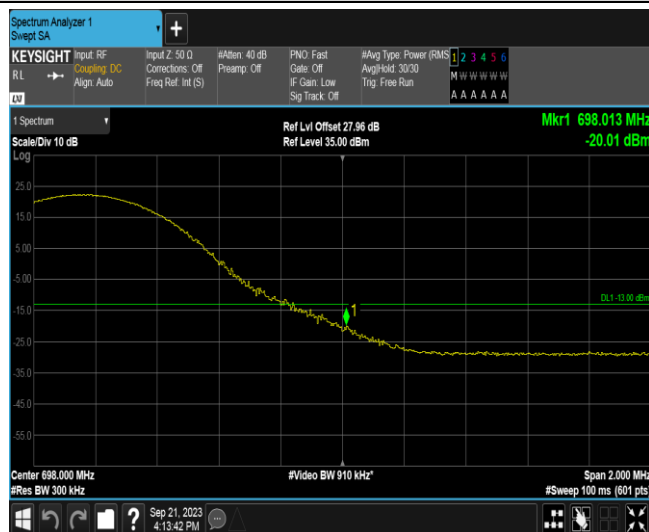 Spectrum Analyzer 1
Swept SA
+
KEYSIGHT
RL
Input: RF
Coupling: DC
Align: Auto
Input Z: 50 Ω
Corrections: Off
Freq Ref: Int (S)
#Atten: 40 dB
Preamp: Off
PNO: Fast
Gate: Off
IF Gain: Low
Sig Track: Off
#Avg Type: Power (RMS
Avg|Hold: 30/30
Trig: Free Run
1 2 3 4 5 6
M W W W W W
A A A A A A
LXI
1 Spectrum
Scale/Div 10 dB
Log
Ref Lvl Offset 27.96 dB
Ref Level 35.00 dBm
Mkr1 698.013 MHz
-20.01 dBm
25.0
15.0
5.00
-5.00
-15.0
-25.0
-35.0
-45.0
-55.0
DL1 -13.00 dBm
1
Center 698.000 MHz
#Res BW 300 kHz
#Video BW 910 kHz*
Span 2.000 MHz
#Sweep 100 ms (601 pts)
?
Sep 21, 2023
4:13:42 PM